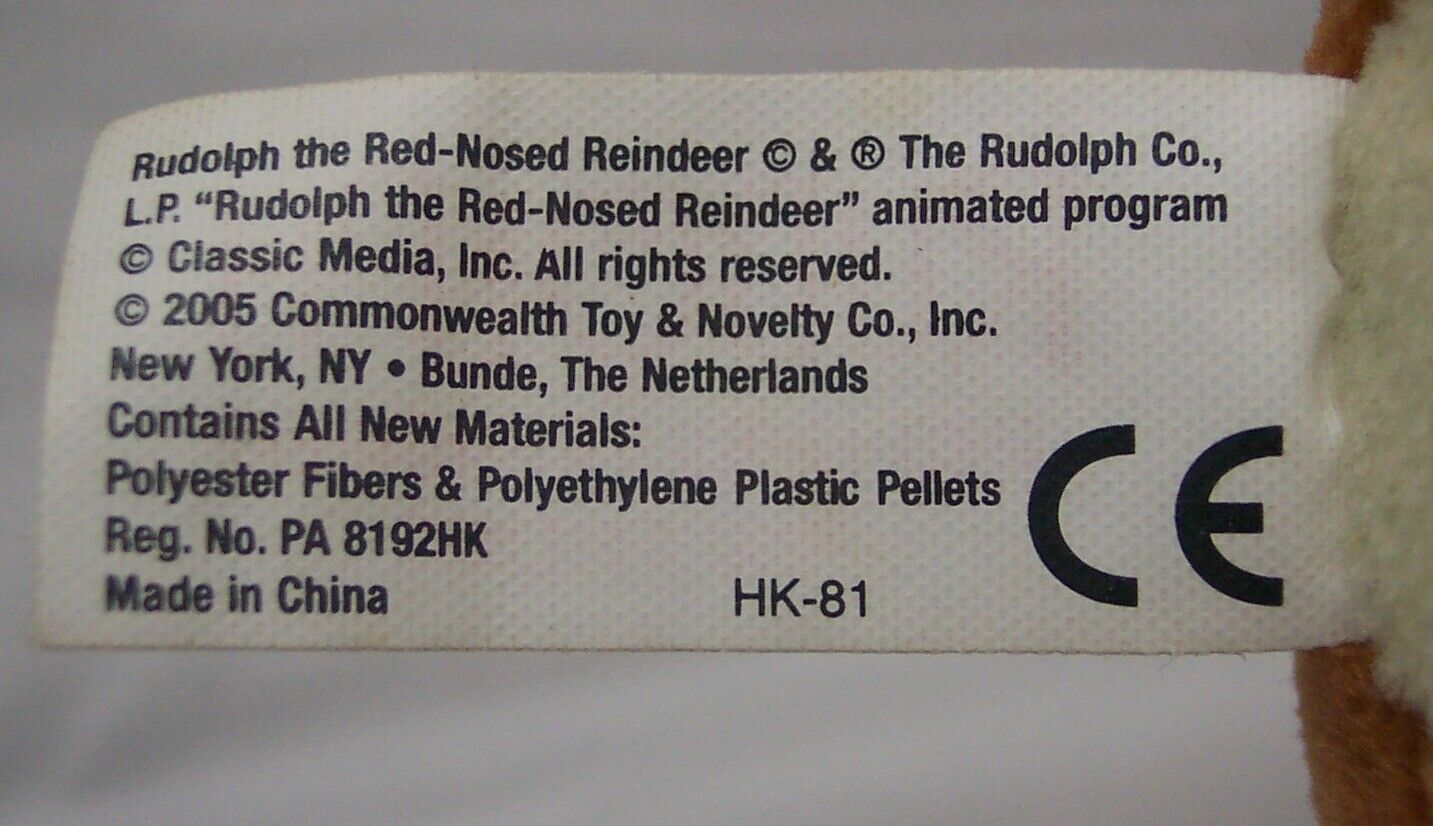 Rudolph the Red-Nosed Reindeer © & ® The Rudolph Co.,
L.P. “Rudolph the Red-Nosed Reindeer” animated program
© Classic Media, Inc. All rights reserved.
© 2005 Commonwealth Toy & Novelty Co., Inc.
New York, NY • Bunde, The Netherlands
Contains All New Materials:
Polyester Fibers & Polyethylene Plastic Pellets
Reg. No. PA 8192HK
Made in China HK-81
CE